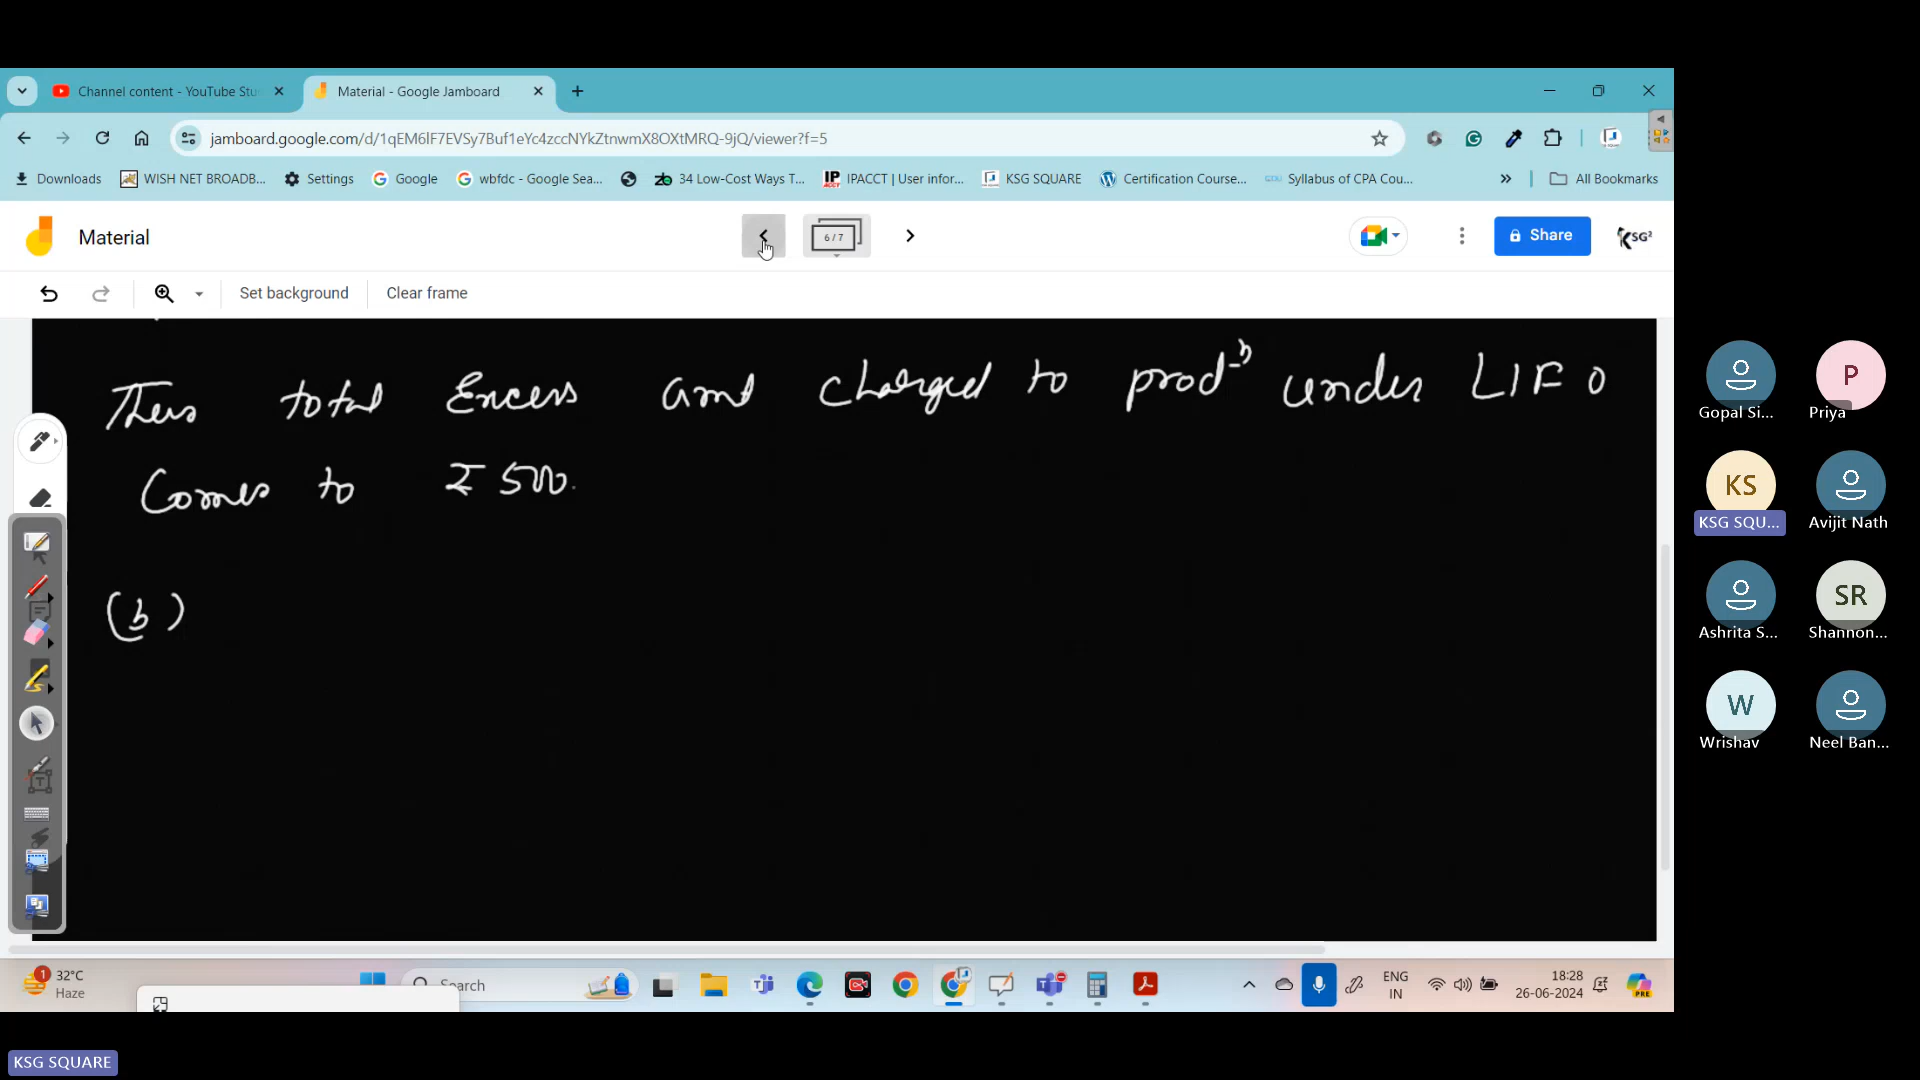 Channel content - YouTube Stu
Material - Google Jamboard
jamboard.google.com/d/1qEM6lF7EVSy7Buf1eYc4zccNYkZtnwmX8OXtMRQ-9jQ/viewer?f=5
Downloads
WISH NET BROADB...
Settings
Google
wbfdc - Google Sea...
34 Low-Cost Ways T...
IPACCT | User infor...
KSG SQUARE
Certification Course...
Syllabus of CPA Cou...
All Bookmarks
Material
6 / 7
Share
KSG²
Set background
Clear frame
Thus total Excess amt charged to prodⁿ under LIFO
Comes to ₹ 500.
(b)
Gopal Si...
P
Priya
KS
KSG SQU...
Avijit Nath
Ashrita S...
SR
Shannon...
W
Wrishav
Neel Ban...
1
32°C
Haze
Search
ENG
IN
18:28
26-06-2024
PRE
KSG SQUARE